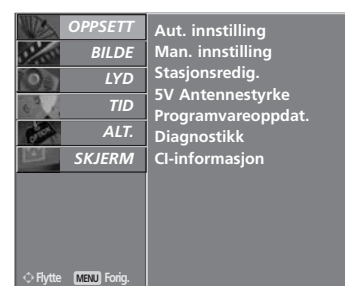 OPPSETT
BILDE
LYD
TID
ALT.
SKJERM
Aut. innstilling
Man. innstilling
Stasjonsredig.
5V Antennestyrke
Programvareoppdat.
Diagnostikk
CI-informasjon
Flytte MENU Forig.